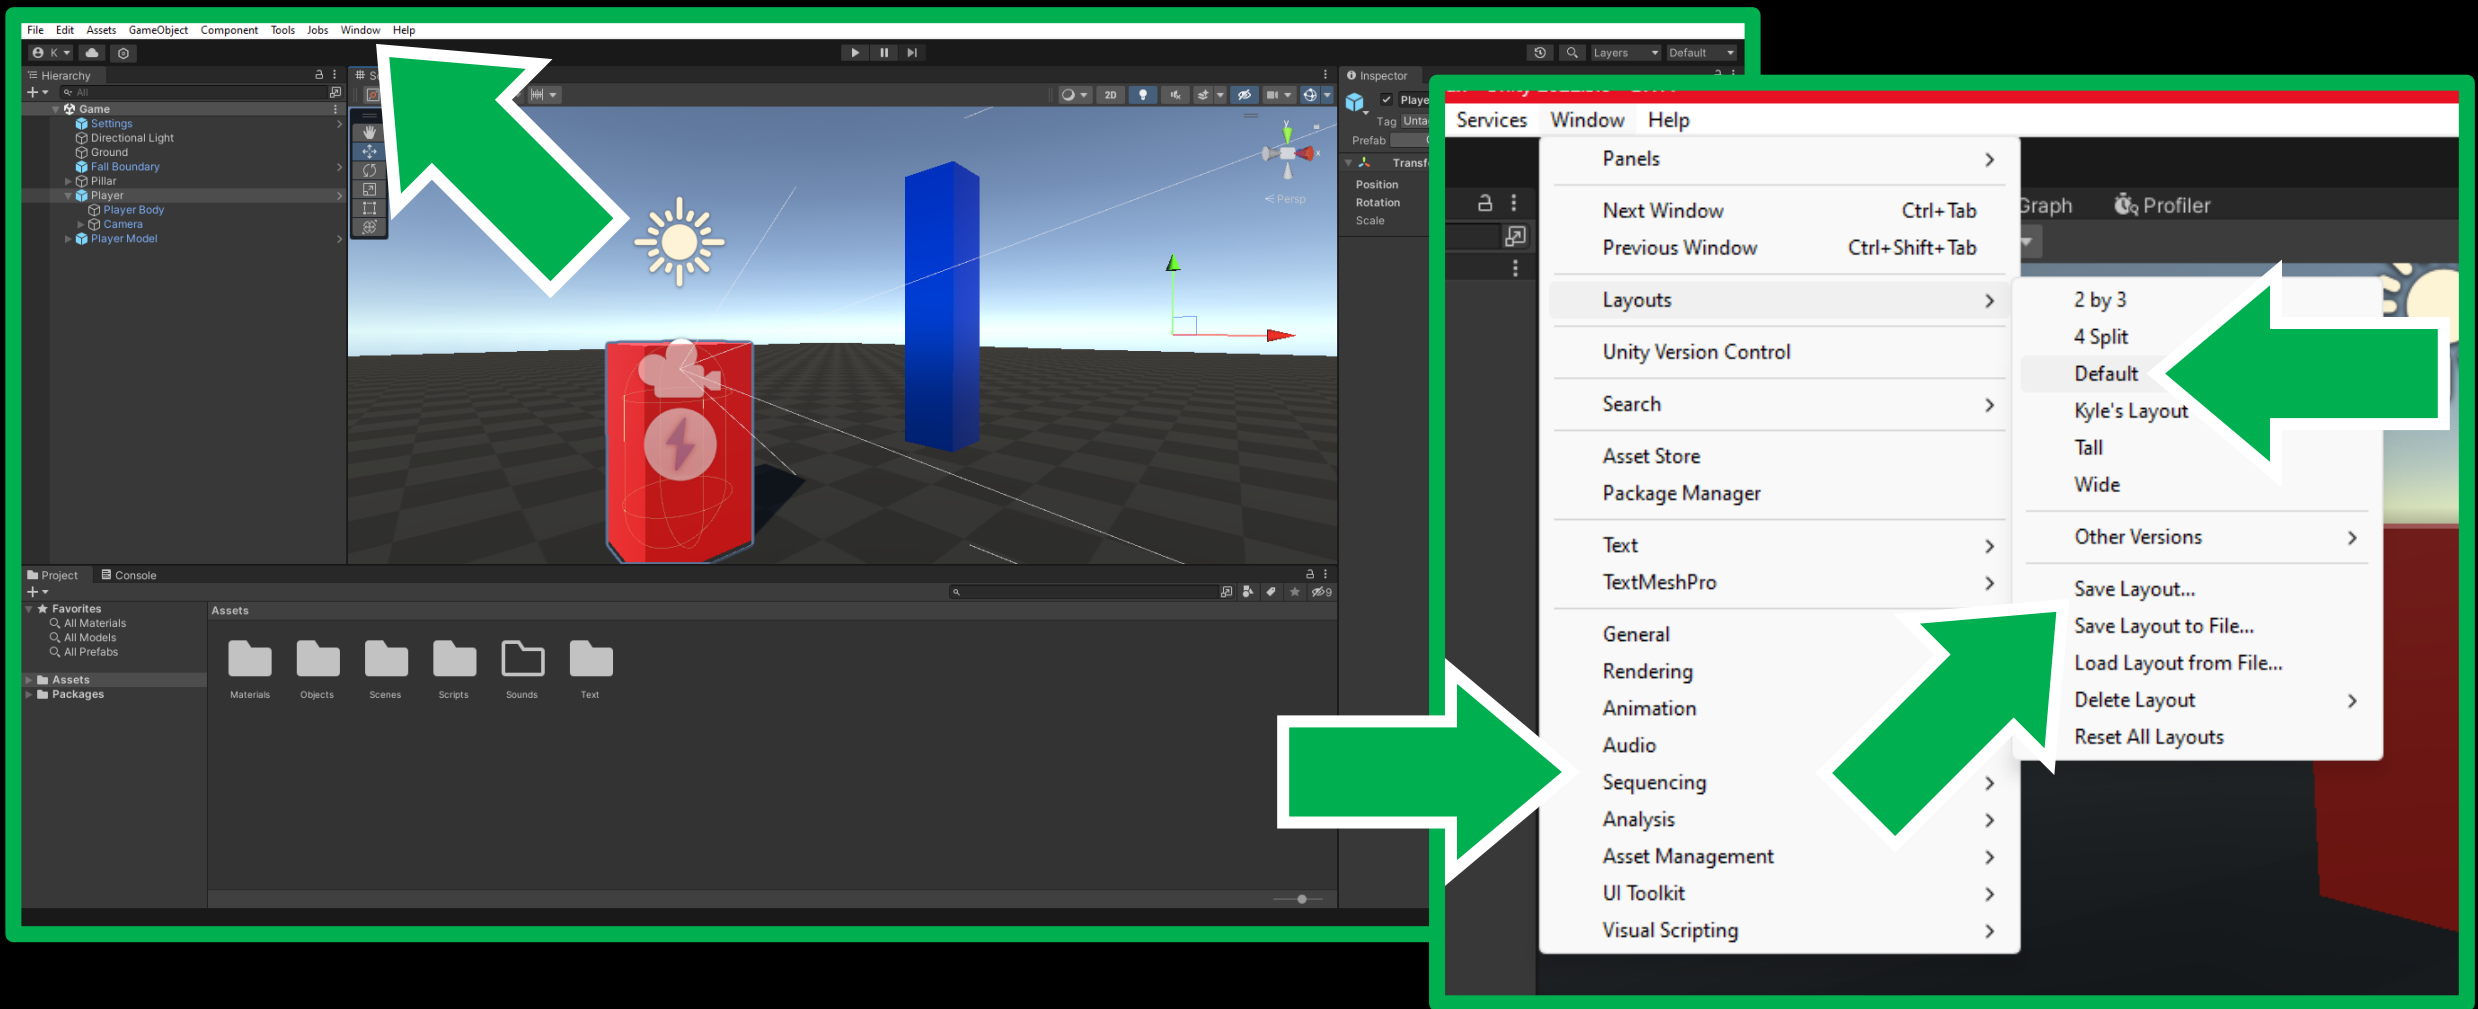 File Edit Assets GameObject Component Tools Jobs Window Help
K
Layers
Default
Hierarchy
All
Game
Settings
Directional Light
Ground
Fall Boundary
Pillar
Player
Player Body
Camera
Player Model
2D
y
x
Persp
Inspector
Tag
Prefab
Position
Rotation
Scale
Project
Console
9
Favorites
All Materials
All Models
All Prefabs
Assets
Packages
Assets
Materials
Objects
Scenes
Scripts
Sounds
Text
Services Window Help
Panels
Next Window Ctrl+Tab
Previous Window Ctrl+Shift+Tab
Layouts
Unity Version Control
Search
Asset Store
Package Manager
Text
TextMeshPro
General
Rendering
Animation
Audio
Sequencing
Analysis
Asset Management
UI Toolkit
Visual Scripting
Profiler
2 by 3
4 Split
Default
Kyle's Layout
Tall
Wide
Other Versions
Save Layout...
Save Layout to File...
Load Layout from File...
Delete Layout
Reset All Layouts